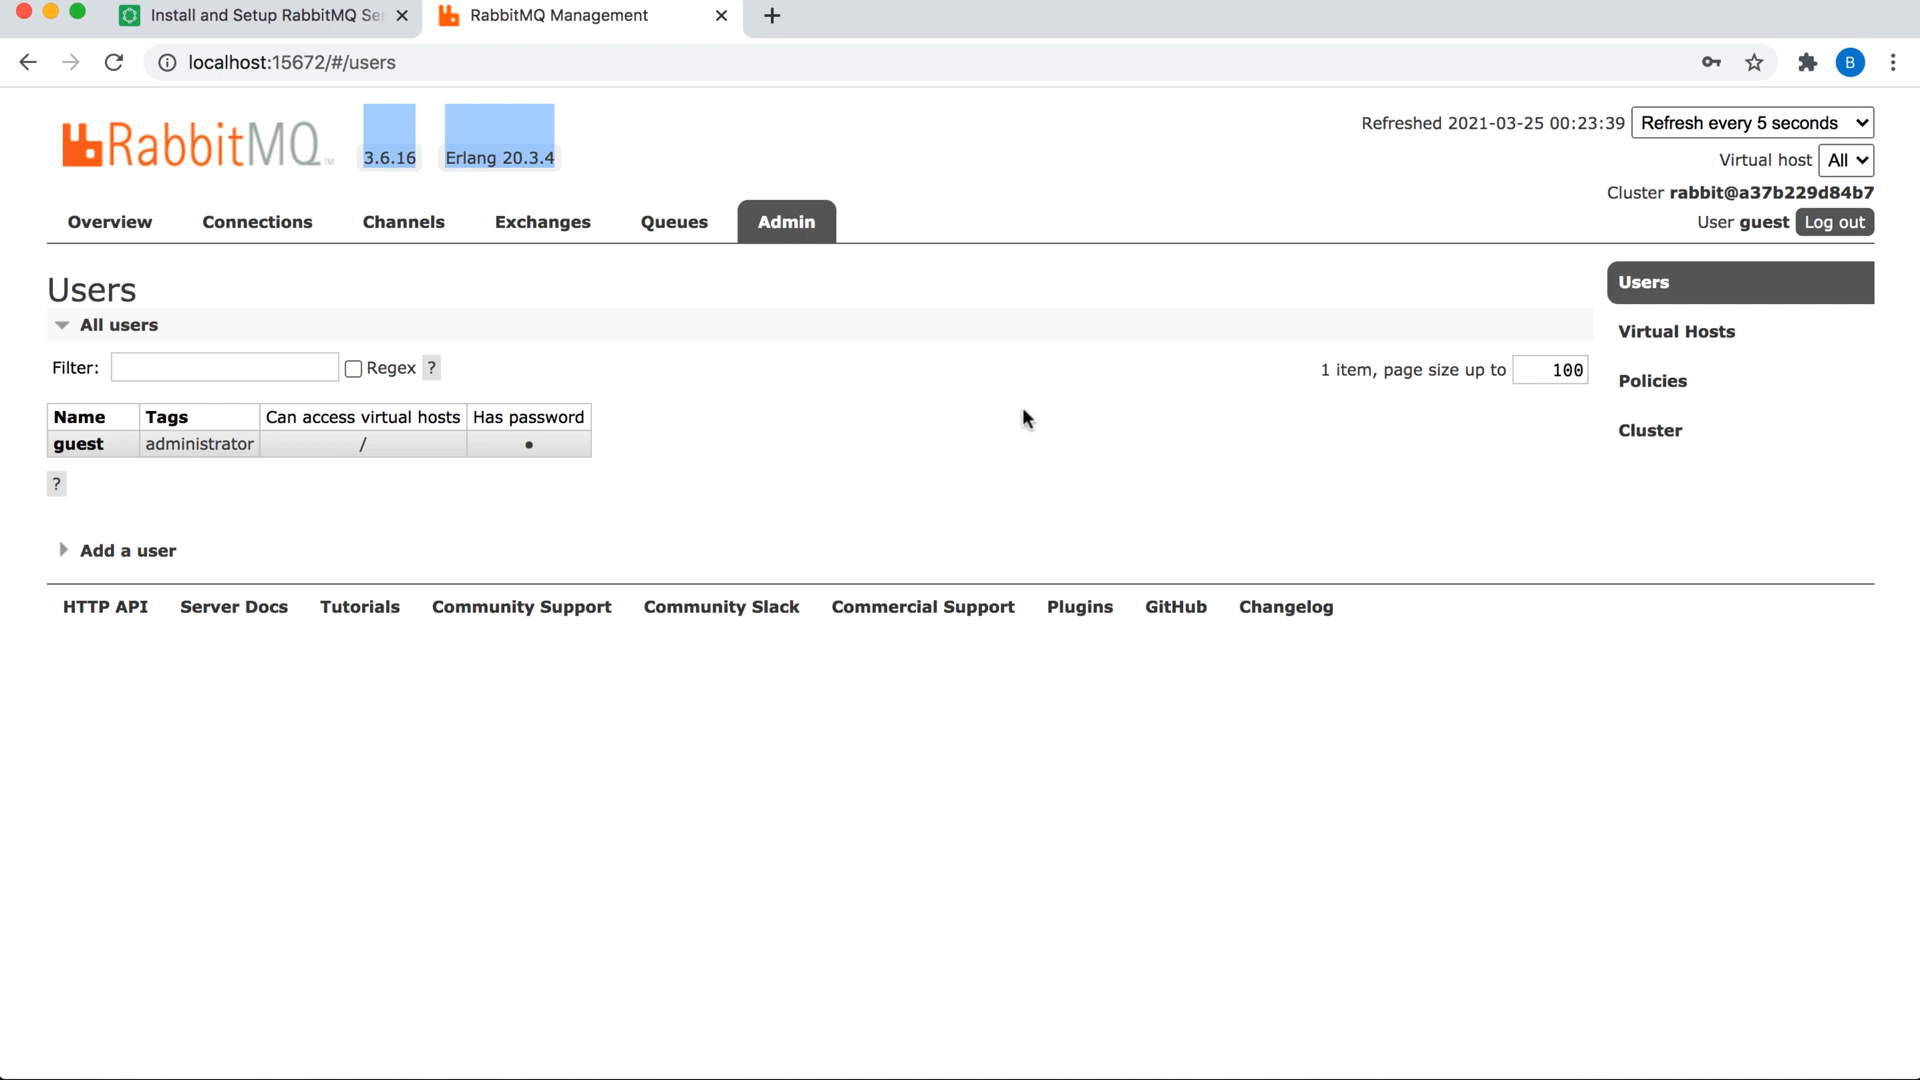 Install and Setup RabbitMQ Se
RabbitMQ Management
localhost:15672/#/users
B
RabbitMQ TM
3.6.16
Erlang 20.3.4
Refreshed 2021-03-25 00:23:39
Refresh every 5 seconds
Virtual host
All
Cluster rabbit@a37b229d84b7
User guest
Log out
Overview
Connections
Channels
Exchanges
Queues
Admin
Users
All users
Filter:
Regex
?
1 item, page size up to
100
Name
Tags
Can access virtual hosts
Has password
guest
administrator
/
•
?
Add a user
Users
Virtual Hosts
Policies
Cluster
HTTP API
Server Docs
Tutorials
Community Support
Community Slack
Commercial Support
Plugins
GitHub
Changelog